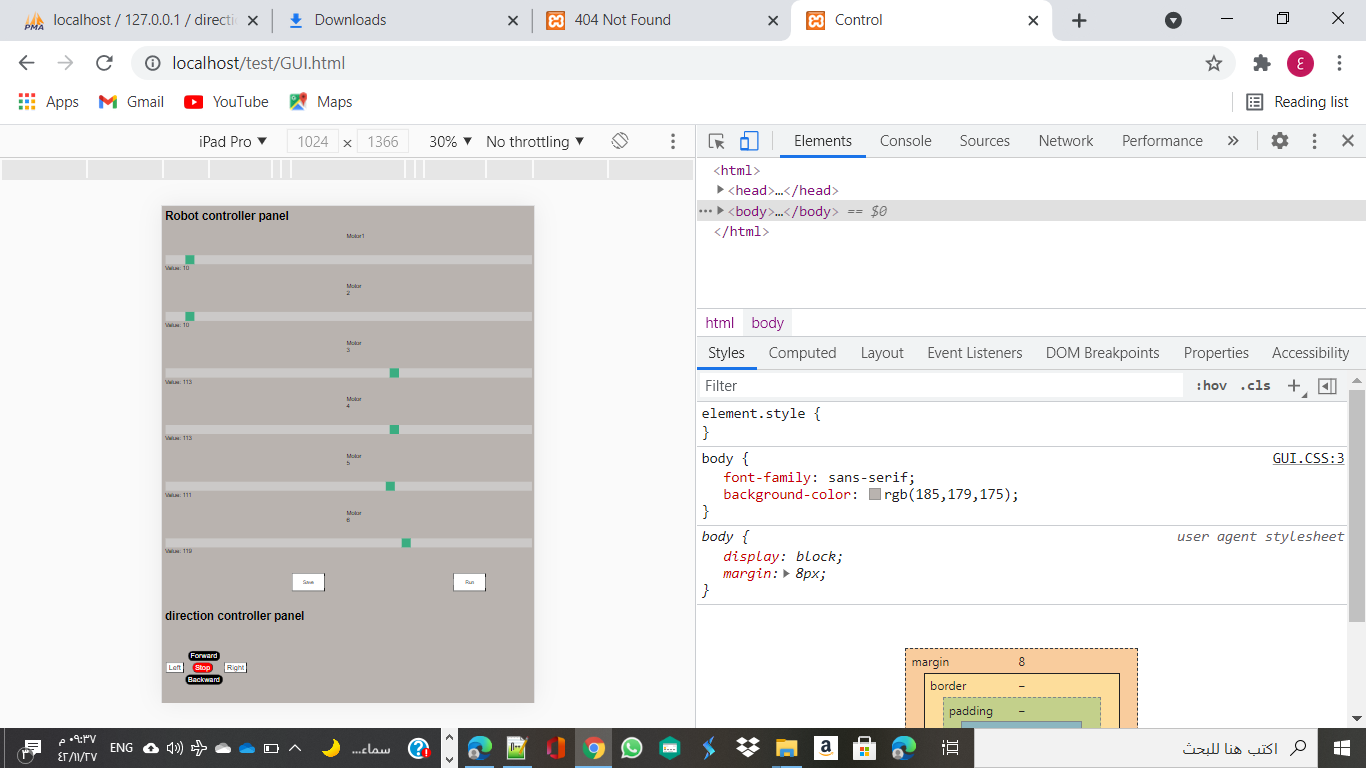 localhost / 127.0.0.1 / directi
Downloads
404 Not Found
Control
localhost/test/GUI.html
ع
Apps
Gmail
YouTube
Maps
Reading list
iPad Pro ▼ 1024 × 1366 30% ▼ No throttling ▼
Elements Console Sources Network Performance »
<html>
<head>…</head>
<body>…</body> == $0
</html>
html body
Styles Computed Layout Event Listeners DOM Breakpoints Properties Accessibility
Filter :hov .cls
element.style {
}
body { GUI.CSS:3
font-family: sans-serif;
background-color: rgb(185,179,175);
}
body { user agent stylesheet
display: block;
margin: 8px;
}
margin 8
border –
padding –
Robot controller panel
Motor1
Value: 10
Motor
2
Value: 10
Motor
3
Value: 113
Motor
4
Value: 113
Motor
5
Value: 111
Motor
6
Value: 119
Save Run
direction controller panel
Forward
Left Stop Right
Backward
٠٩:٣٧ م
٤٢/١١/٢٧
٣
ENG
سماء...
اكتب هنا للبحث